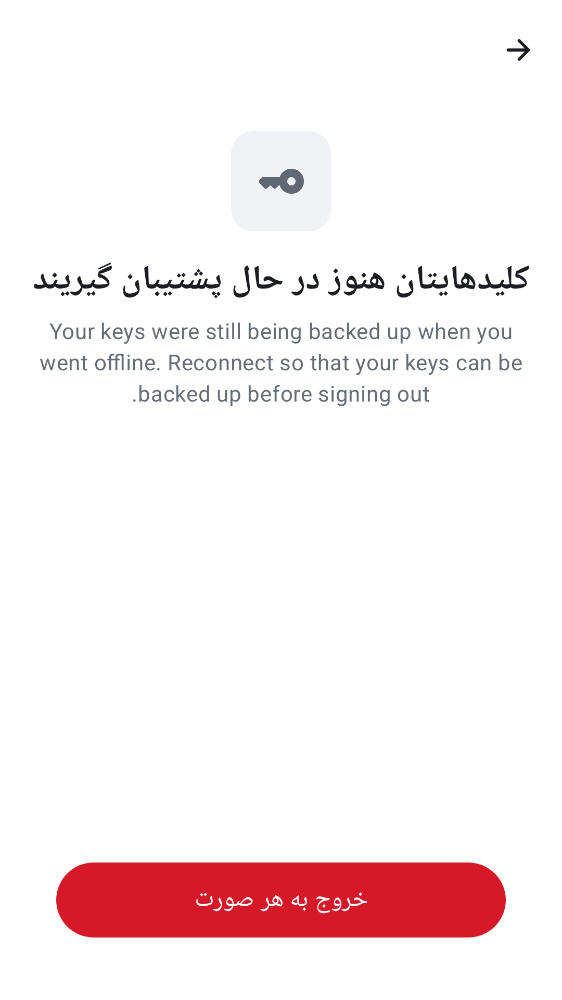 کلیدهایتان هنوز در حال پشتیبان گیریند
Your keys were still being backed up when you
went offline. Reconnect so that your keys can be
backed up before signing out.
خروج به هر صورت